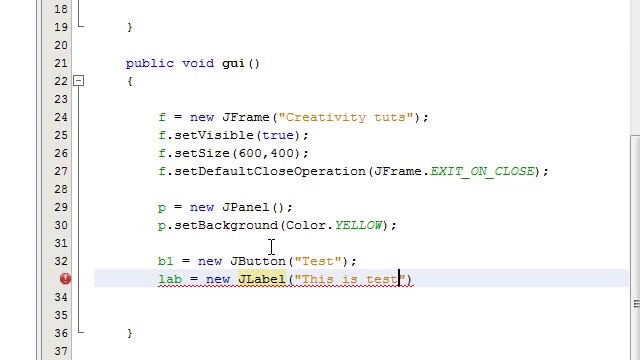 18
19 }
20
21 public void gui()
22 {
23
24 f = new JFrame("Creativity tuts");
25 f.setVisible(true);
26 f.setSize(600,400);
27 f.setDefaultCloseOperation(JFrame.EXIT_ON_CLOSE);
28
29 p = new JPanel();
30 p.setBackground(Color.YELLOW);
31
32 b1 = new JButton("Test");
lab = new JLabel("This is test")
34
35
36 }
37